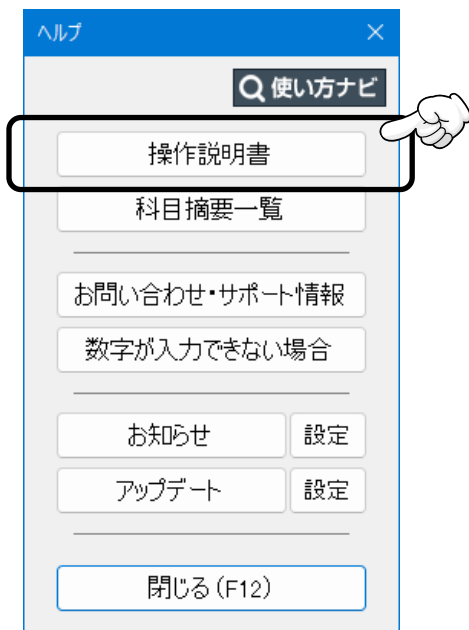 ヘルプ
使い方ナビ
操作説明書
科目摘要一覧
お問い合わせ・サポート情報
数字が入力できない場合
お知らせ 設定
アップデート 設定
閉じる（F12）